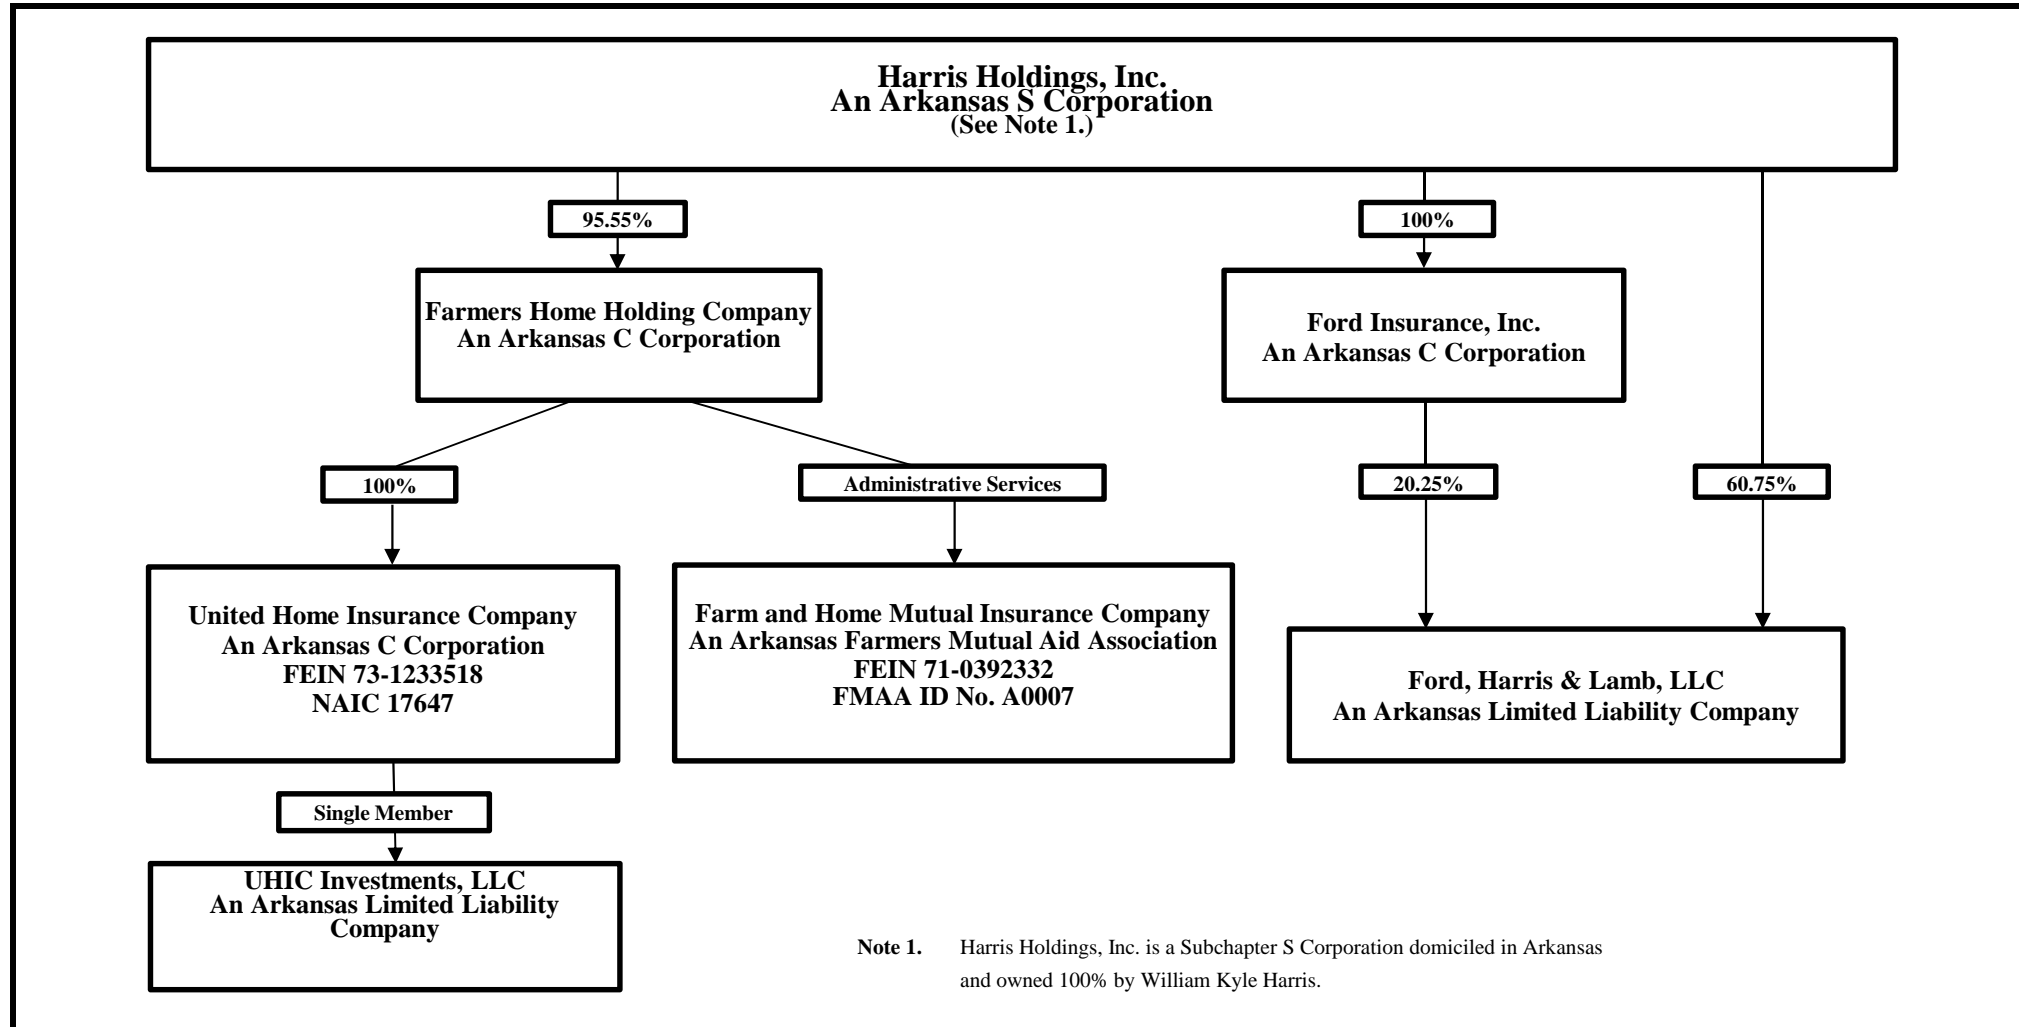 Harris Holdings, Inc.
An Arkansas S Corporation
(See Note 1.)
95.55%
100%
Farmers Home Holding Company
An Arkansas C Corporation
Ford Insurance, Inc.
An Arkansas C Corporation
100%
Administrative Services
20.25%
60.75%
United Home Insurance Company
An Arkansas C Corporation
FEIN 73-1233518
NAIC 17647
Farm and Home Mutual Insurance Company
An Arkansas Farmers Mutual Aid Association
FEIN 71-0392332
FMAA ID No. A0007
Ford, Harris & Lamb, LLC
An Arkansas Limited Liability Company
Single Member
UHIC Investments, LLC
An Arkansas Limited Liability
Company
Note 1. Harris Holdings, Inc. is a Subchapter S Corporation domiciled in Arkansas
and owned 100% by William Kyle Harris.